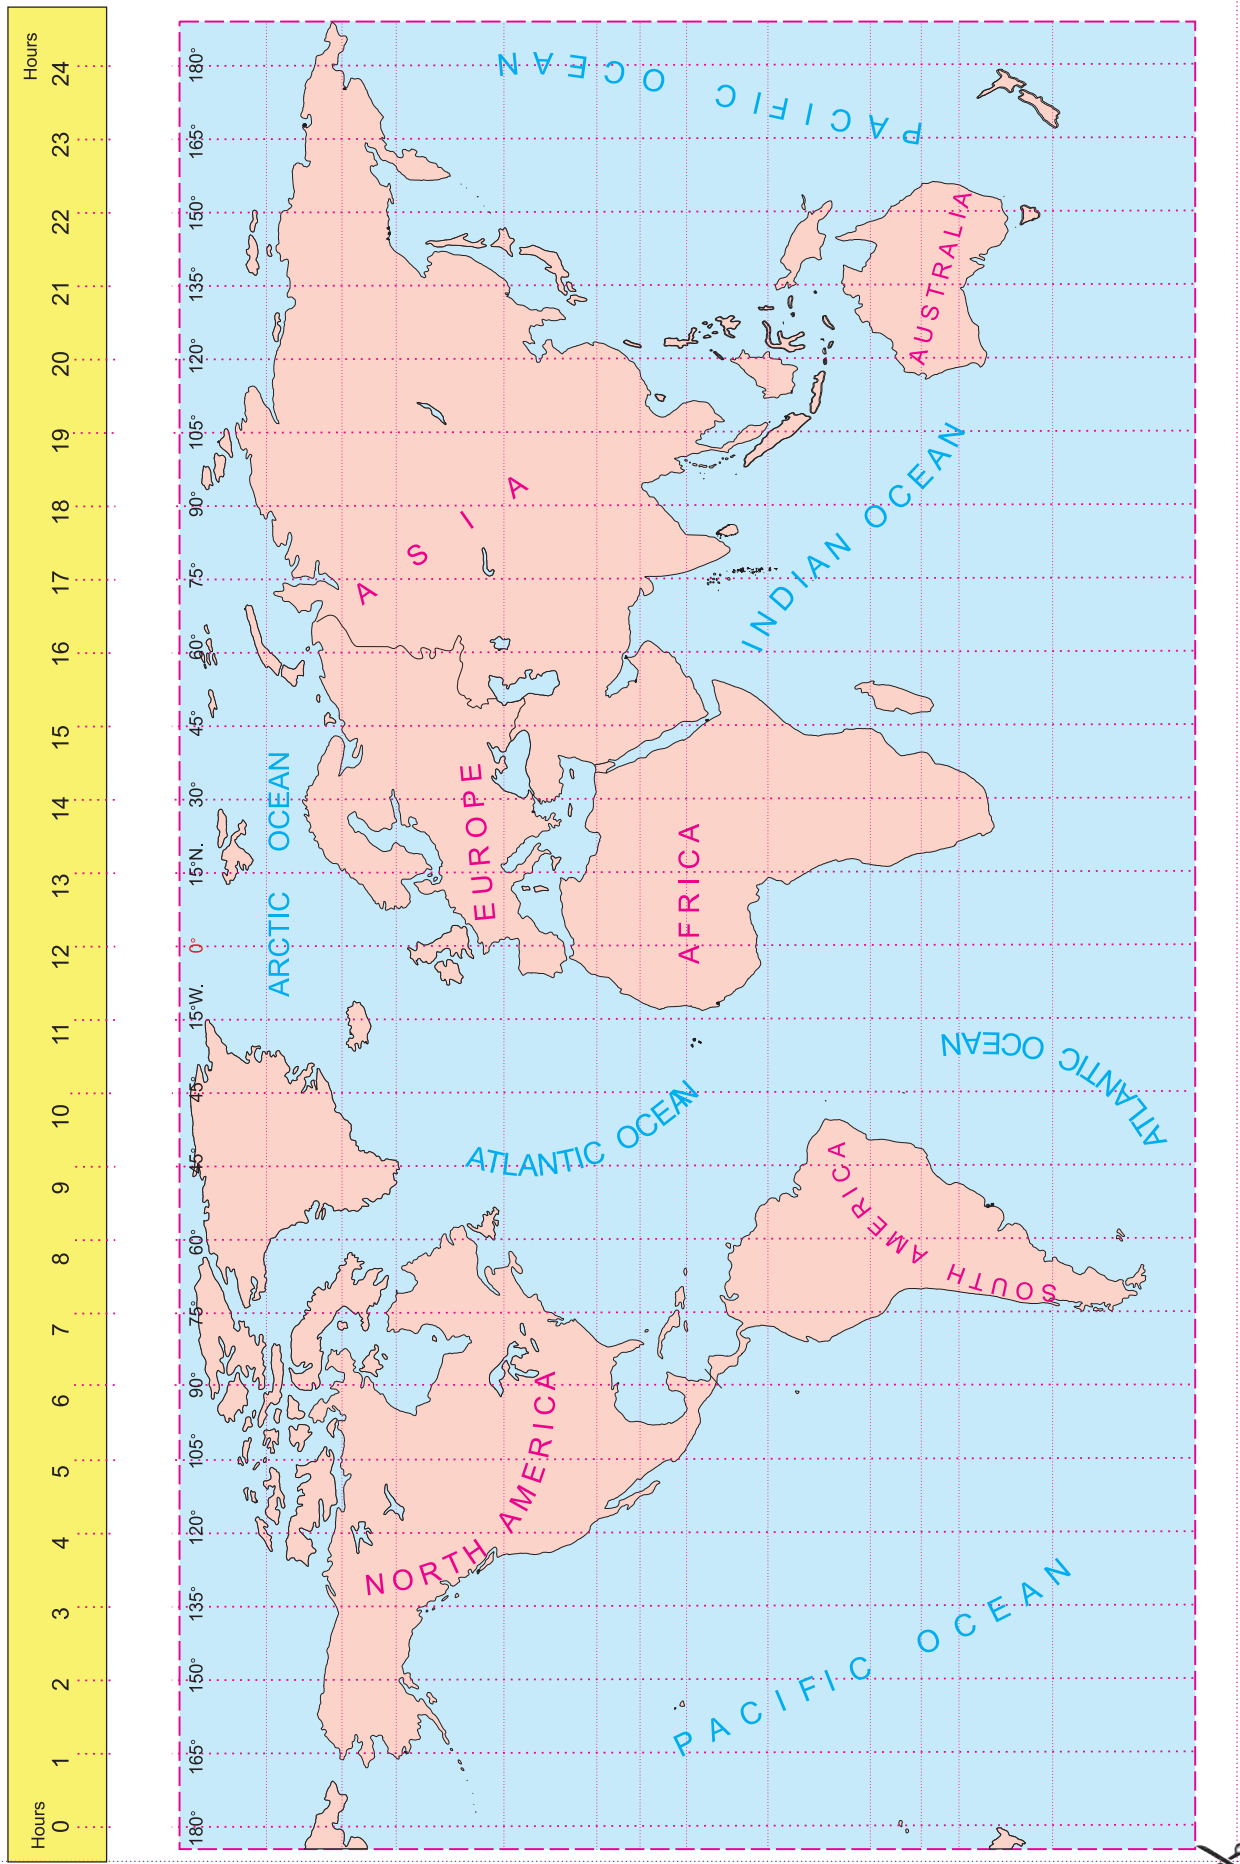 Hours
0 1 2 3 4 5 6 7 8 9 10 11 12 13 14 15 16 17 18 19 20 21 22 23 24
Hours
180° 165° 150° 135° 120° 105° 90° 75° 60° 45° 45° 15°W. 0° 15°N. 30° 45° 60° 75° 90° 105° 120° 135° 150° 165° 180°
ARCTIC OCEAN
NORTH AMERICA
EUROPE
ASIA
ATLANTIC OCEAN
PACIFIC OCEAN
AFRICA
PACIFIC OCEAN
SOUTH AMERICA
INDIAN OCEAN
AUSTRALIA
ATLANTIC OCEAN